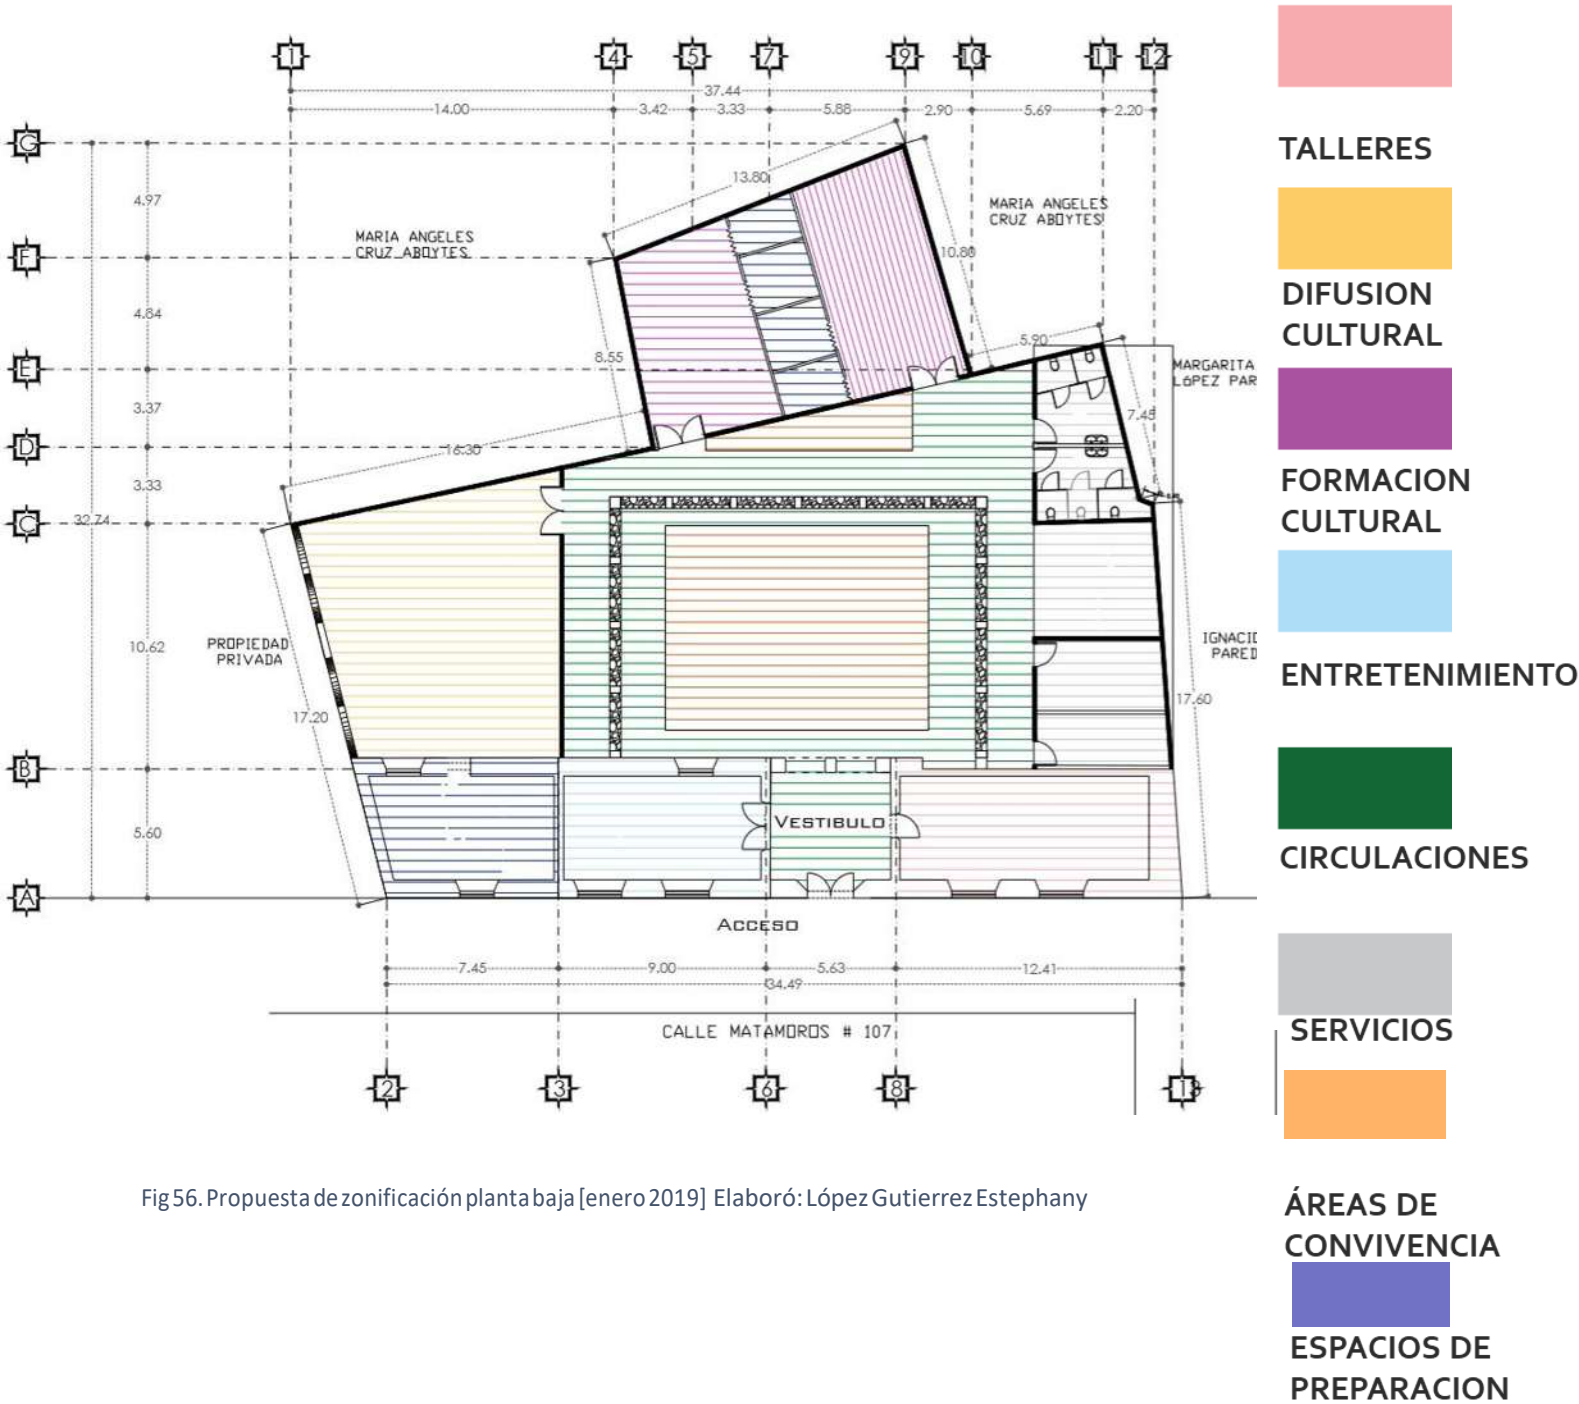 1 4 5 7 9 10 11 12
37.44
14.00 3.42 3.33 5.88 2.90 5.69 2.20
G
F
E
D
C
B
A
4.97
4.84
3.37
3.33
32.74
10.62
5.60
MARIA ANGELES
CRUZ ABOYTES
13.80
MARIA ANGELES
CRUZ ABOYTES
10.80
8.55
5.90
MARGARITA
LÓPEZ PAR
7.45
16.30
PROPIEDAD
PRIVADA
17.20
IGNACIO
PARED
17.60
VESTIBULO
ACCESO
7.45 9.00 5.63 12.41
34.49
CALLE MATAMOROS # 107
2 3 6 8 13
Fig 56. Propuesta de zonificación planta baja [enero 2019] Elaboró: López Gutierrez Estephany
TALLERES
DIFUSION
CULTURAL
FORMACION
CULTURAL
ENTRETENIMIENTO
CIRCULACIONES
SERVICIOS
ÁREAS DE
CONVIVENCIA
ESPACIOS DE
PREPARACION